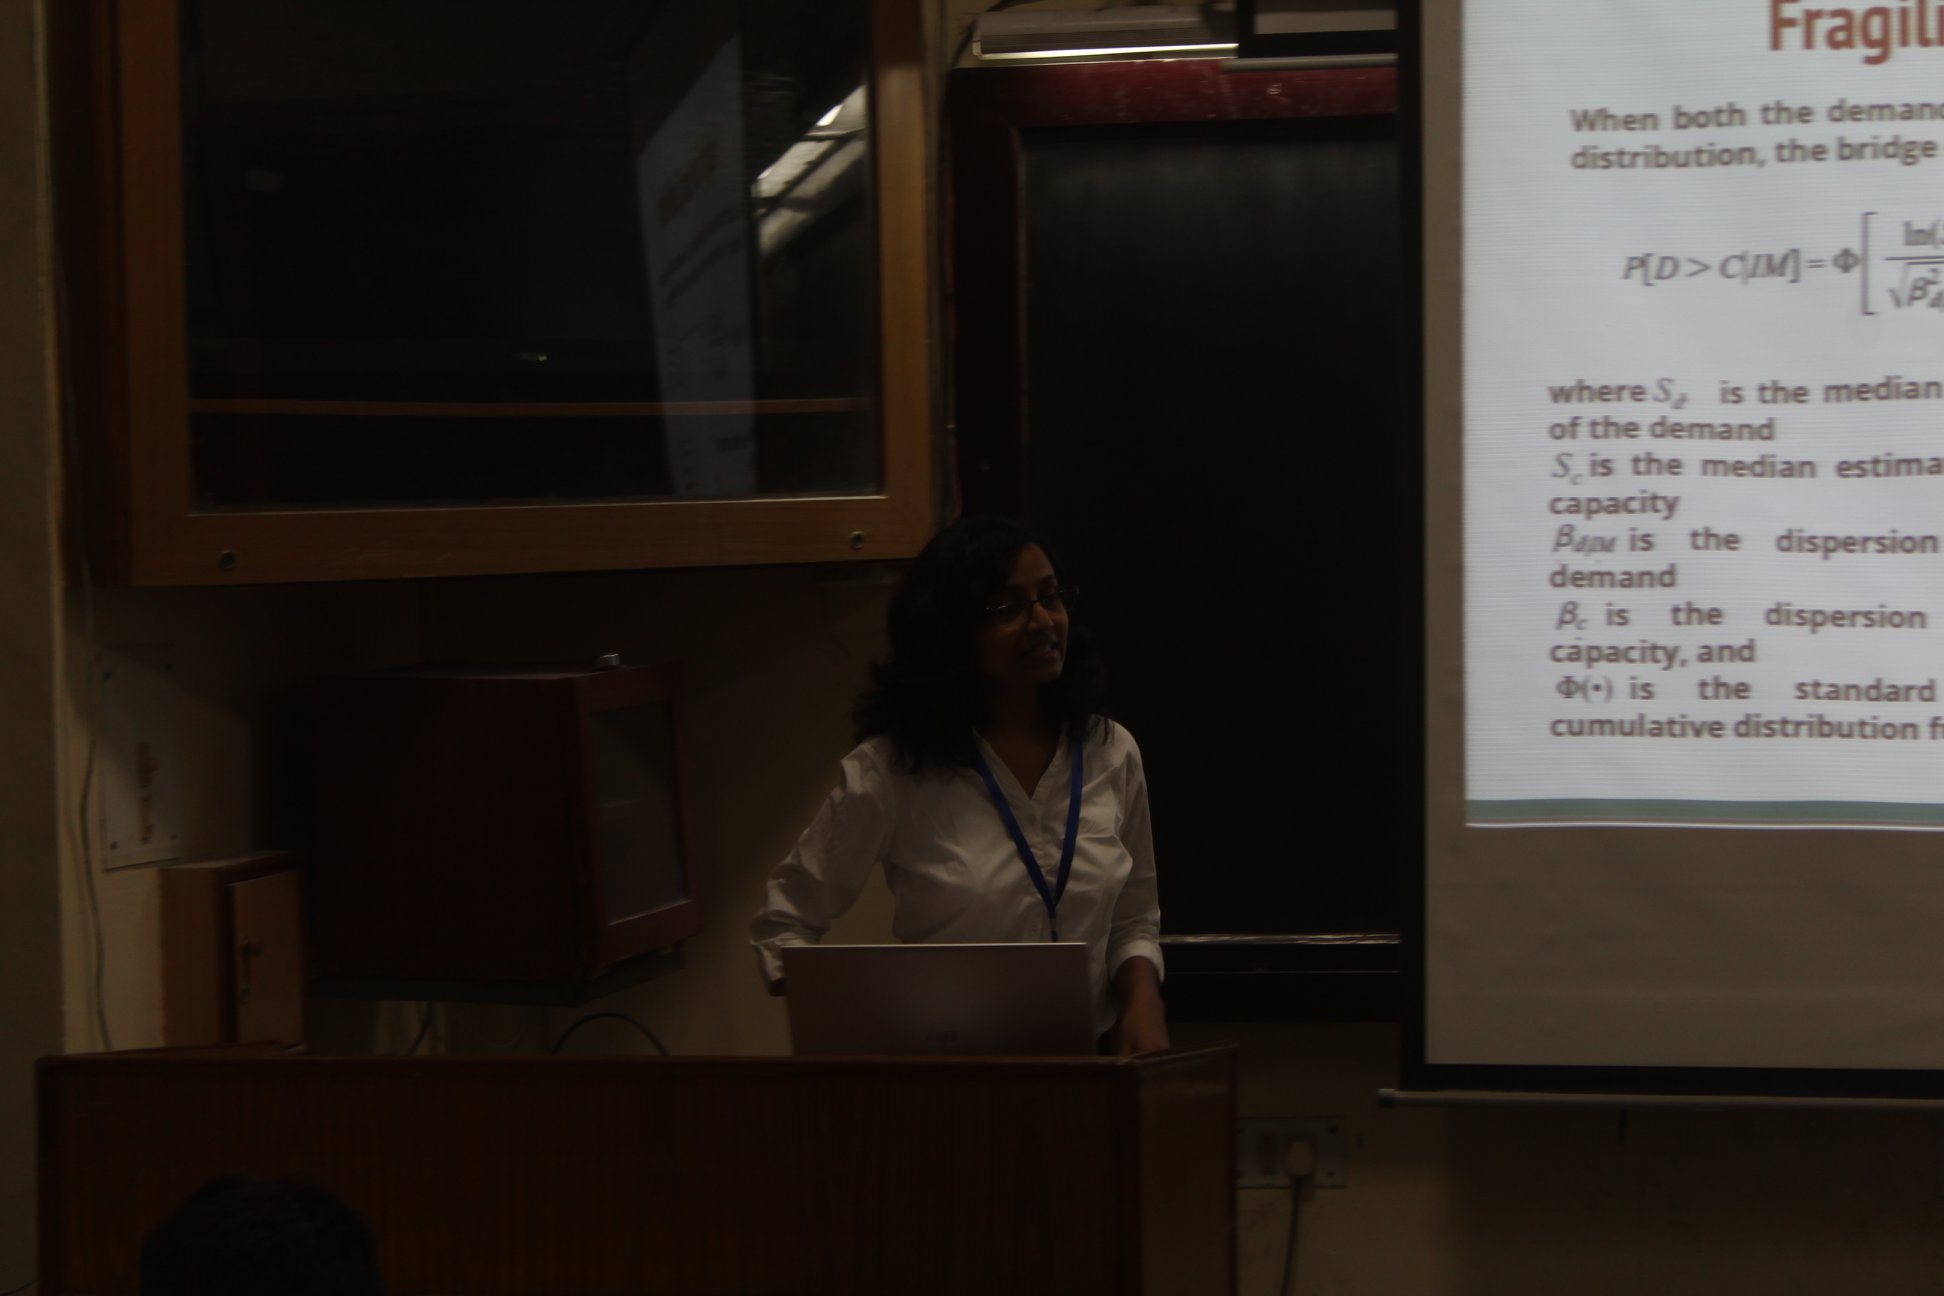 Fragili
When both the demand
distribution, the bridge
P[D > C|IM] = Φ[ ln(S
√β²d
where S_d is the median
of the demand
S_c is the median estima
capacity
β_d|IM is the dispersion
demand
β_c is the dispersion
capacity, and
Φ(•) is the standard
cumulative distribution f